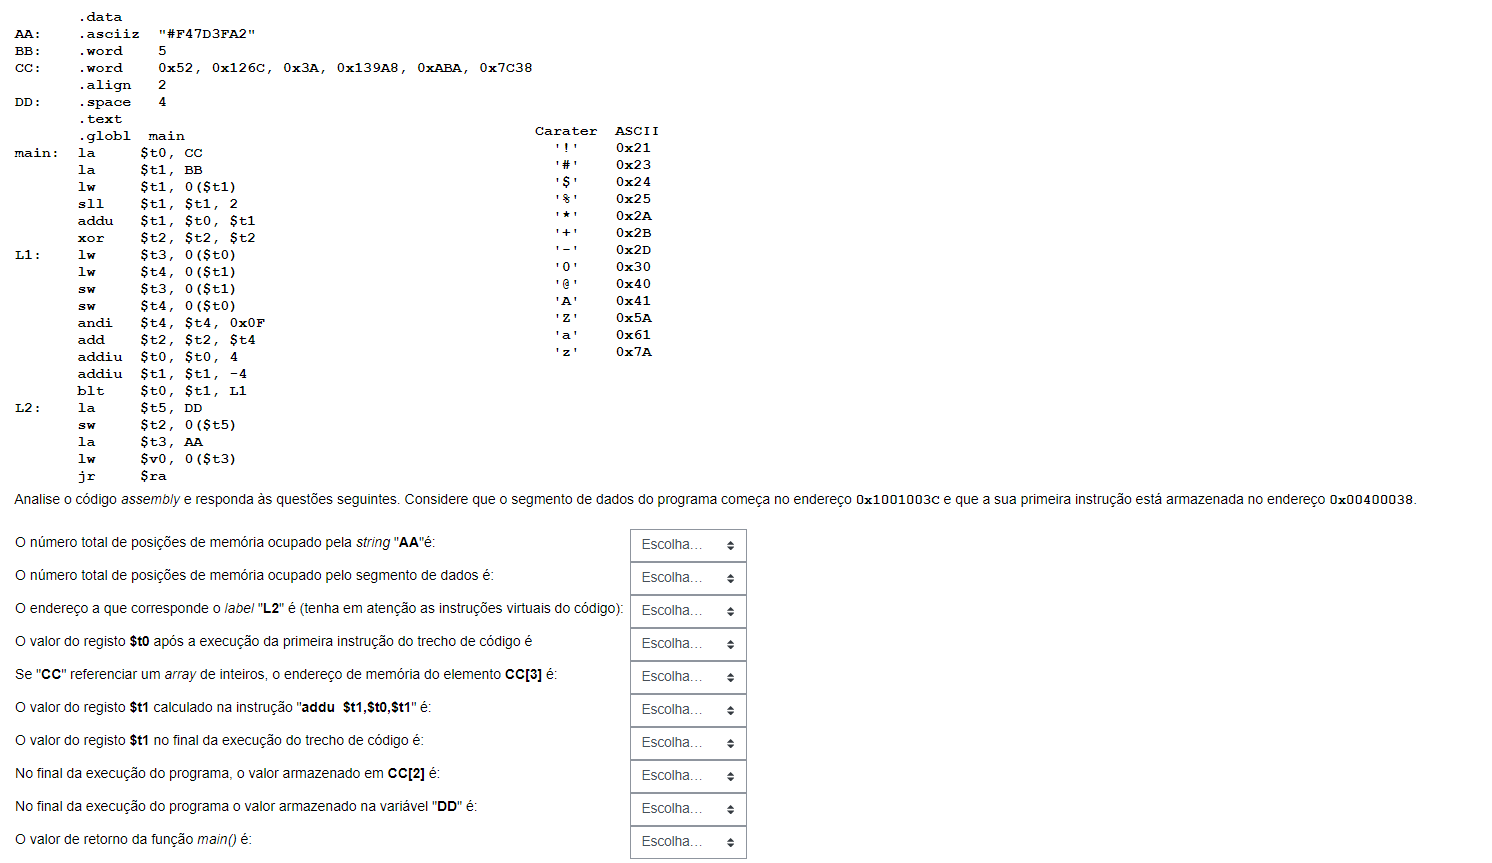 .data
AA: .asciiz "#F47D3FA2"
BB: .word 5
CC: .word 0x52, 0x126C, 0x3A, 0x139A8, 0xABA, 0x7C38
.align 2
DD: .space 4
.text
.globl main
main: la $t0, CC
la $t1, BB
lw $t1, 0($t1)
sll $t1, $t1, 2
addu $t1, $t0, $t1
xor $t2, $t2, $t2
L1: lw $t3, 0($t0)
lw $t4, 0($t1)
sw $t3, 0($t1)
sw $t4, 0($t0)
andi $t4, $t4, 0x0F
add $t2, $t2, $t4
addiu $t0, $t0, 4
addiu $t1, $t1, -4
blt $t0, $t1, L1
L2: la $t5, DD
sw $t2, 0($t5)
la $t3, AA
lw $v0, 0($t3)
jr $ra
Carater ASCII
'!' 0x21
'#' 0x23
'$' 0x24
'%' 0x25
'*' 0x2A
'+' 0x2B
'-' 0x2D
'0' 0x30
'@' 0x40
'A' 0x41
'Z' 0x5A
'a' 0x61
'z' 0x7A
Analise o código assembly e responda às questões seguintes. Considere que o segmento de dados do programa começa no endereço 0x1001003C e que a sua primeira instrução está armazenada no endereço 0x00400038.
O número total de posições de memória ocupado pela string "AA"é: Escolha...
O número total de posições de memória ocupado pelo segmento de dados é: Escolha...
O endereço a que corresponde o label "L2" é (tenha em atenção as instruções virtuais do código): Escolha...
O valor do registo $t0 após a execução da primeira instrução do trecho de código é Escolha...
Se "CC" referenciar um array de inteiros, o endereço de memória do elemento CC[3] é: Escolha...
O valor do registo $t1 calculado na instrução "addu $t1,$t0,$t1" é: Escolha...
O valor do registo $t1 no final da execução do trecho de código é: Escolha...
No final da execução do programa, o valor armazenado em CC[2] é: Escolha...
No final da execução do programa o valor armazenado na variável "DD" é: Escolha...
O valor de retorno da função main() é: Escolha...